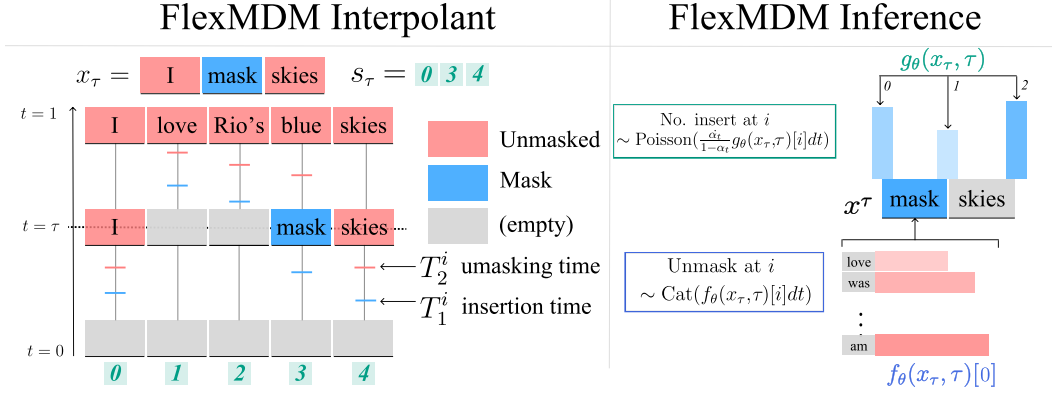 FlexMDM Interpolant
x_τ = I mask skies s_τ = 0 3 4
t = 1
I love Rio's blue skies
Unmasked
Mask
(empty)
t = τ
I mask skies
T_2^i umasking time
T_1^i insertion time
t = 0
0 1 2 3 4
FlexMDM Inference
g_θ(x_τ, τ)
0 1 2
No. insert at i
∼ Poisson(\frac{\dot{α}_t}{1−α_t} g_θ(x_τ,τ)[i]dt)
x^τ mask skies
Unmask at i
∼ Cat(f_θ(x_τ,τ)[i]dt)
love
was
⋮
am
f_θ(x_τ, τ)[0]